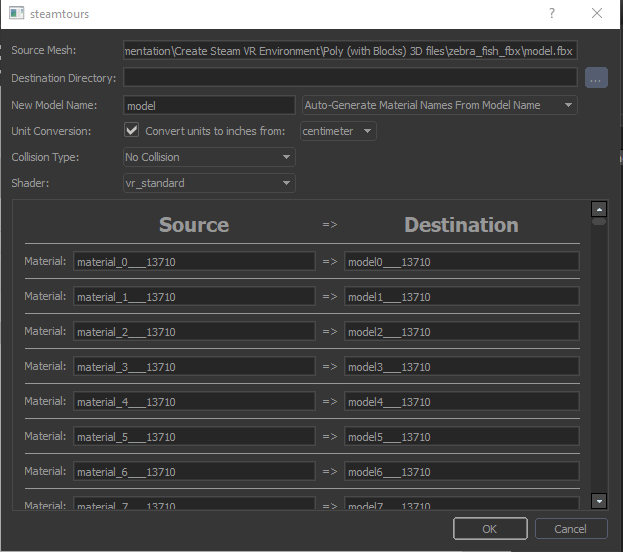 steamtours
Source Mesh: mentation\Create Steam VR Environment\Poly (with Blocks) 3D files\zebra_fish_fbx\model.fbx
Destination Directory: ...
New Model Name: model Auto-Generate Material Names From Model Name
Unit Conversion: Convert units to inches from: centimeter
Collision Type: No Collision
Shader: vr_standard
Source => Destination
Material: material_0___13710 => model0___13710
Material: material_1___13710 => model1___13710
Material: material_2___13710 => model2___13710
Material: material_3___13710 => model3___13710
Material: material_4___13710 => model4___13710
Material: material_5___13710 => model5___13710
Material: material_6___13710 => model6___13710
Material: material_7___13710 => model7___13710
OK Cancel